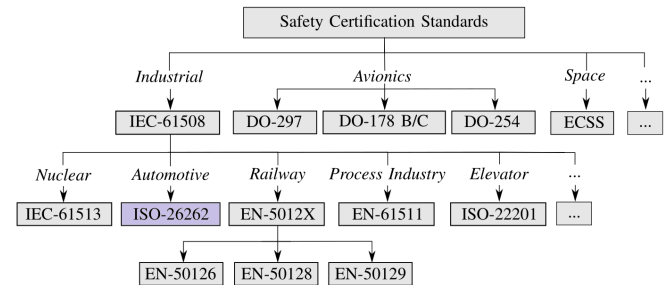 Safety Certification Standards
Industrial Avionics Space ...
IEC-61508 DO-297 DO-178 B/C DO-254 ECSS ...
Nuclear Automotive Railway Process Industry Elevator ...
IEC-61513 ISO-26262 EN-5012X EN-61511 ISO-22201 ...
EN-50126 EN-50128 EN-50129